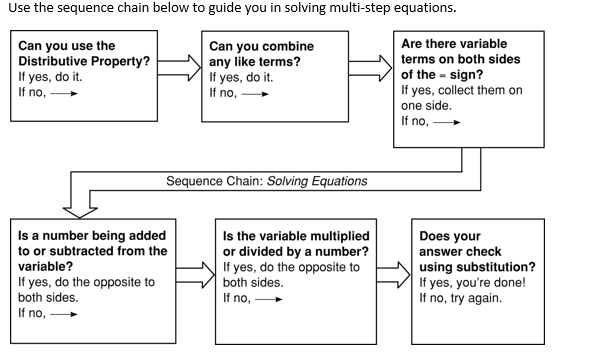 Use the sequence chain below to guide you in solving multi-step equations.
Can you use the
Distributive Property?
If yes, do it.
If no,
Can you combine
any like terms?
If yes, do it.
If no,
Are there variable
terms on both sides
of the = sign?
If yes, collect them on
one side.
If no,
Sequence Chain: Solving Equations
Is a number being added
to or subtracted from the
variable?
If yes, do the opposite to
both sides.
If no,
Is the variable multiplied
or divided by a number?
If yes, do the opposite to
both sides.
If no,
Does your
answer check
using substitution?
If yes, you're done!
If no, try again.